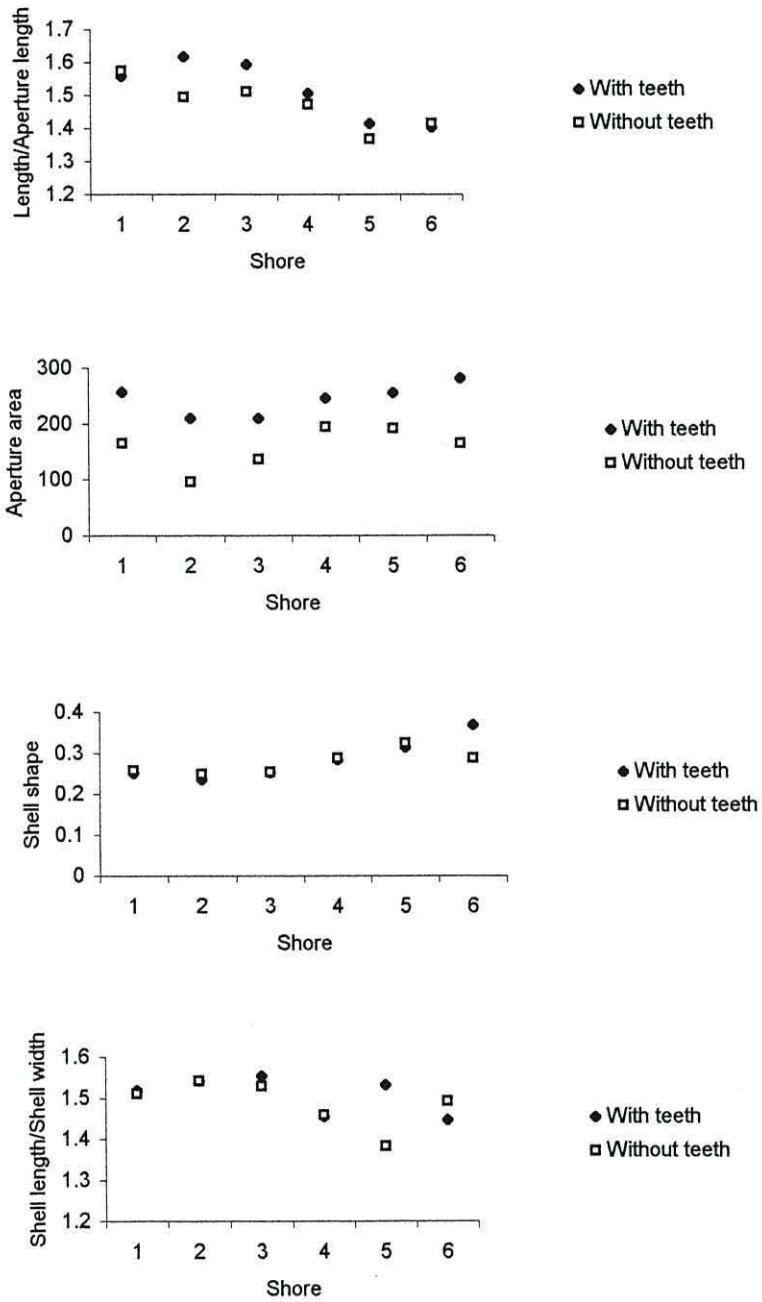 Length/Aperture length
1.7
1.6
1.5
1.4
1.3
1.2
1 2 3 4 5 6
Shore
With teeth
Without teeth
Aperture area
300
200
100
0
1 2 3 4 5 6
Shore
With teeth
Without teeth
Shell shape
0.4
0.3
0.2
0.1
0
1 2 3 4 5 6
Shore
With teeth
Without teeth
Shell length/Shell width
1.6
1.5
1.4
1.3
1.2
1 2 3 4 5 6
Shore
With teeth
Without teeth